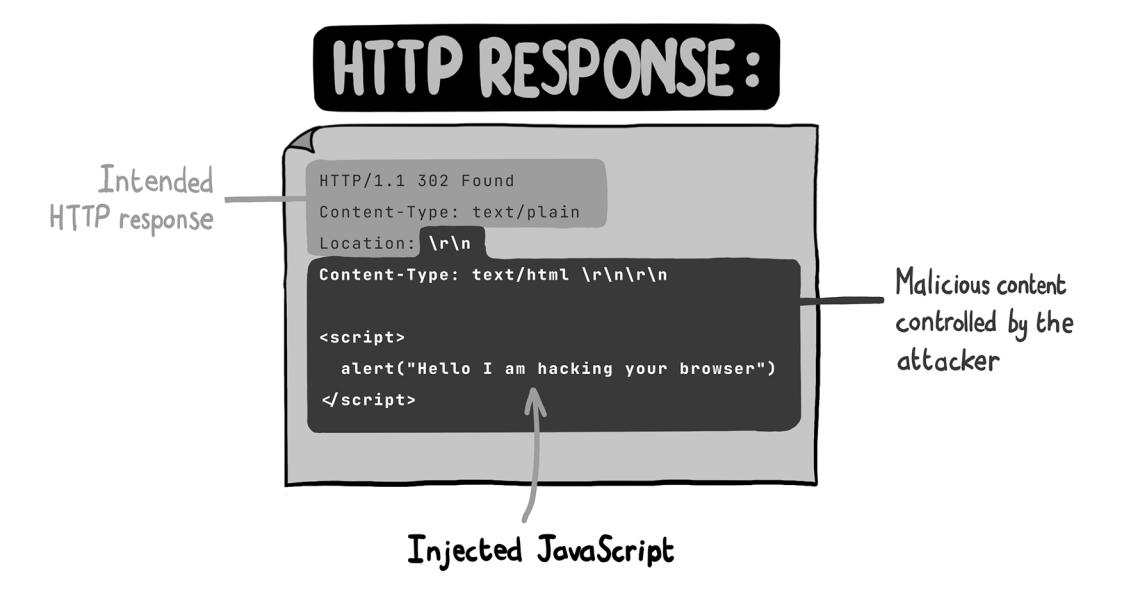 HTTP RESPONSE:
Intended
HTTP response
HTTP/1.1 302 Found
Content-Type: text/plain
Location: \r\n
Content-Type: text/html \r\n\r\n
<script>
alert("Hello I am hacking your browser")
</script>
Malicious content
controlled by the
attacker
Injected JavaScript